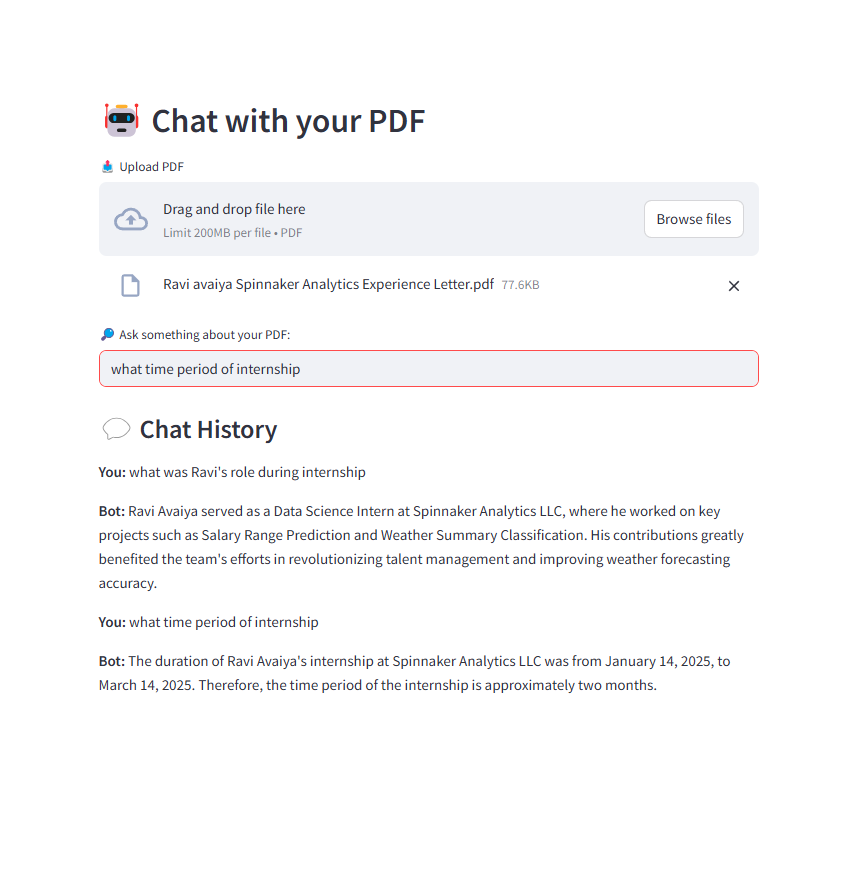 Chat with your PDF
Upload PDF
Drag and drop file here
Limit 200MB per file • PDF
Browse files
Ravi avaiya Spinnaker Analytics Experience Letter.pdf 77.6KB
Ask something about your PDF:
what time period of internship
Chat History
You: what was Ravi's role during internship
Bot: Ravi Avaiya served as a Data Science Intern at Spinnaker Analytics LLC, where he worked on key
projects such as Salary Range Prediction and Weather Summary Classification. His contributions greatly
benefited the team's efforts in revolutionizing talent management and improving weather forecasting
accuracy.
You: what time period of internship
Bot: The duration of Ravi Avaiya's internship at Spinnaker Analytics LLC was from January 14, 2025, to
March 14, 2025. Therefore, the time period of the internship is approximately two months.